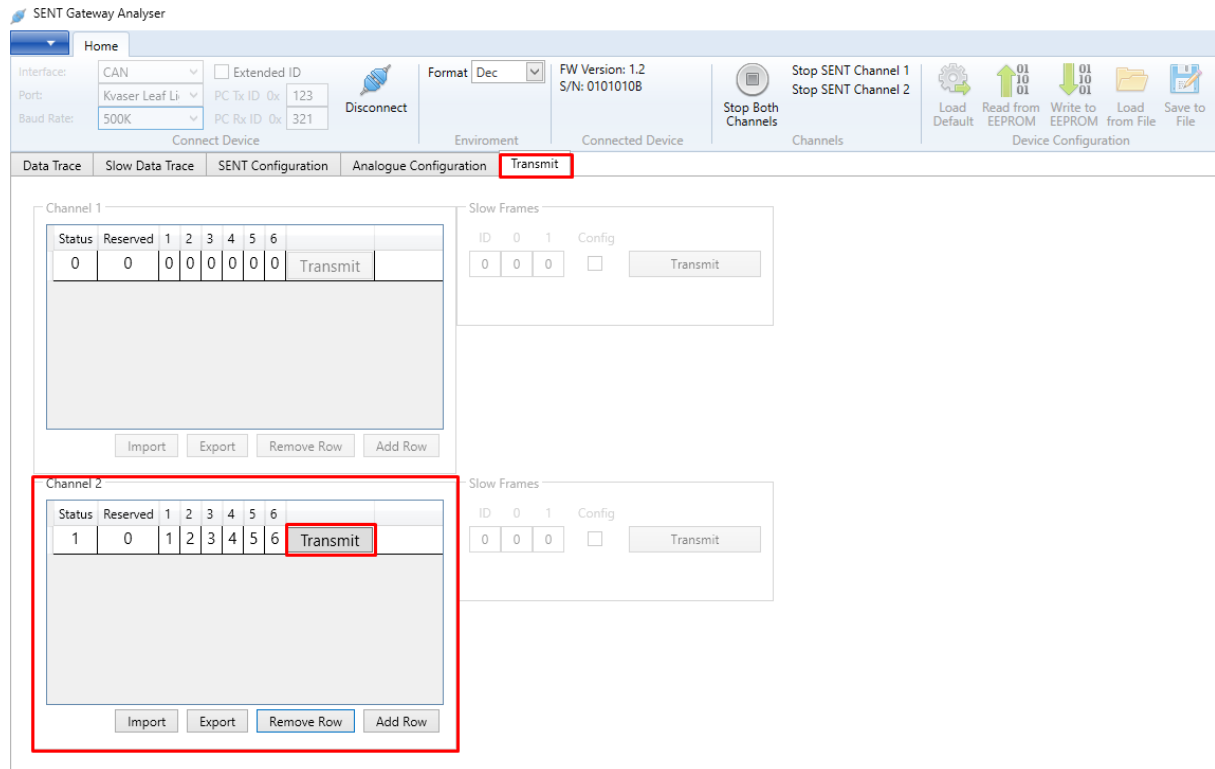 SENT Gateway Analyser
Home
Interface: CAN Extended ID Format Dec FW Version: 1.2 Stop SENT Channel 1
Port: Kvaser Leaf Li PC Tx ID 0x 123 S/N: 0101010B Stop SENT Channel 2
Baud Rate: 500K PC Rx ID 0x 321
Disconnect
Stop Both
Channels
Load
Default
Read from
EEPROM
Write to
EEPROM
Load
from File
Save to
File
Connect Device Enviroment Connected Device Channels Device Configuration
Data Trace Slow Data Trace SENT Configuration Analogue Configuration Transmit
Channel 1
Status Reserved 1 2 3 4 5 6
0 0 0 0 0 0 0 0 Transmit
Import Export Remove Row Add Row
Slow Frames
ID 0 1 Config
0 0 0 Transmit
Channel 2
Status Reserved 1 2 3 4 5 6
1 0 1 2 3 4 5 6 Transmit
Import Export Remove Row Add Row
Slow Frames
ID 0 1 Config
0 0 0 Transmit